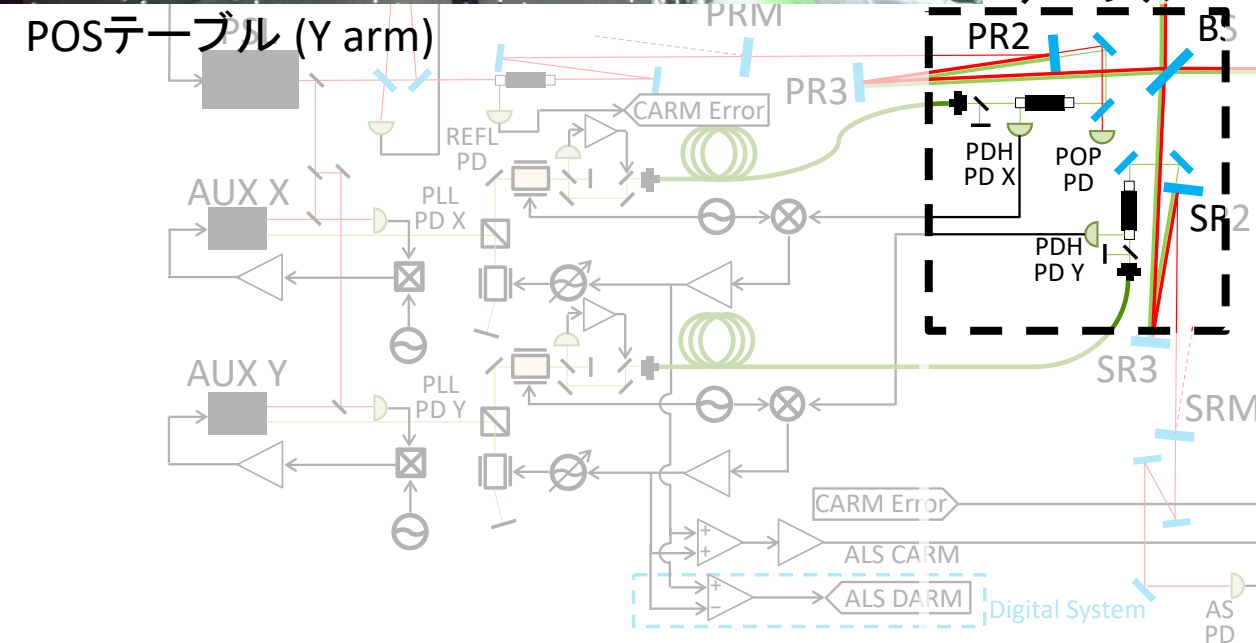 POSテーブル (Y arm)
PSL
PRM
PR2
BS
PR3
CARM Error
REFL
PD
PDH
PD X
POP
PD
AUX X
PLL
PD X
SR2
PDH
PD Y
SR3
AUX Y
PLL
PD Y
SRM
CARM Error
+
+
ALS CARM
+
−
ALS DARM
Digital System
AS
PD